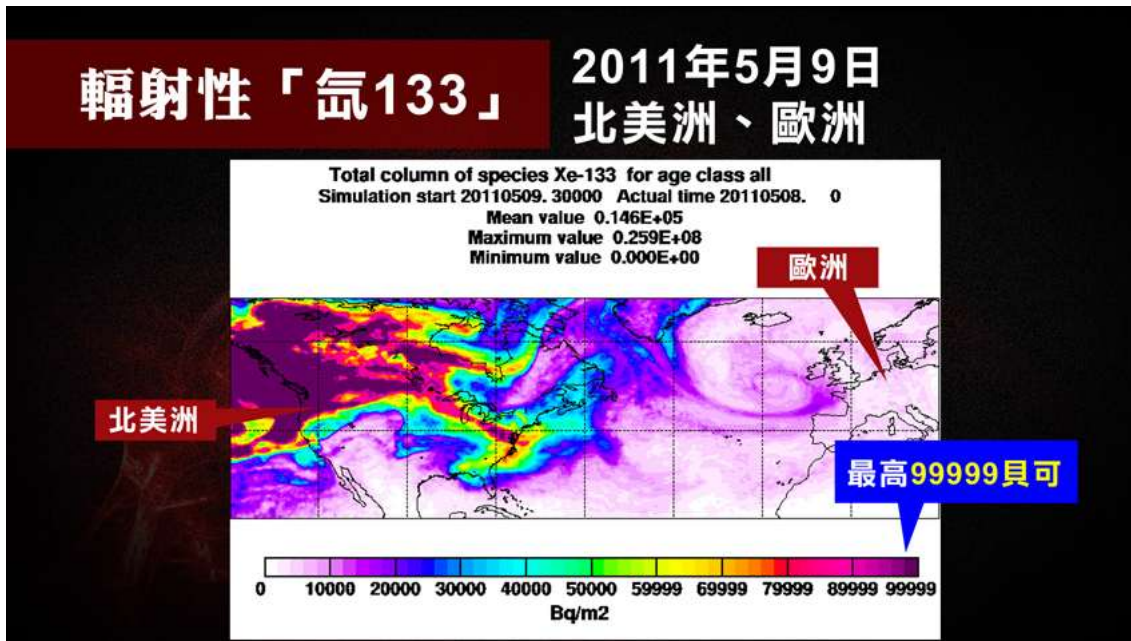 輻射性「氙133」
2011年5月9日
北美洲、歐洲
Total column of species Xe-133 for age class all
Simulation start 20110509. 30000 Actual time 20110508. 0
Mean value 0.146E+05
Maximum value 0.259E+08
Minimum value 0.000E+00
歐洲
北美洲
最高99999貝可
0 10000 20000 30000 40000 50000 59999 69999 79999 89999 99999
Bq/m2